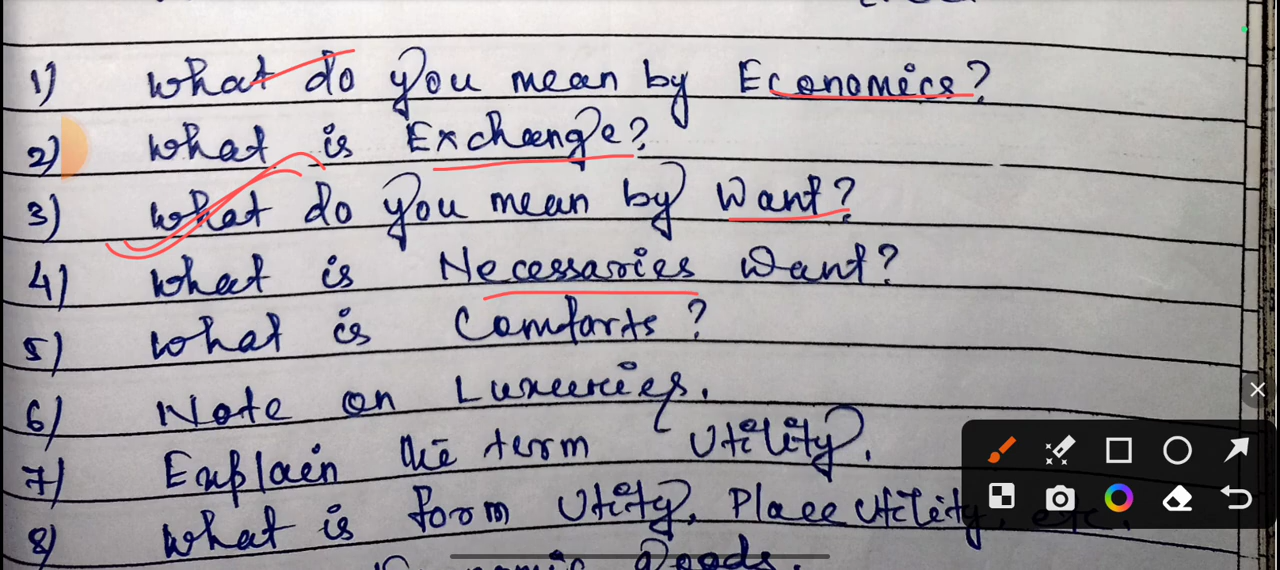 1) What do you mean by Economics?
2) What is Exchange?
3) What do you mean by Want?
4) What is Necessaries Want?
5) What is Comforts?
6) Note on Luxuries.
7) Explain the term Utility.
8) What is form Utity, Place Utility, etc.
Goods.